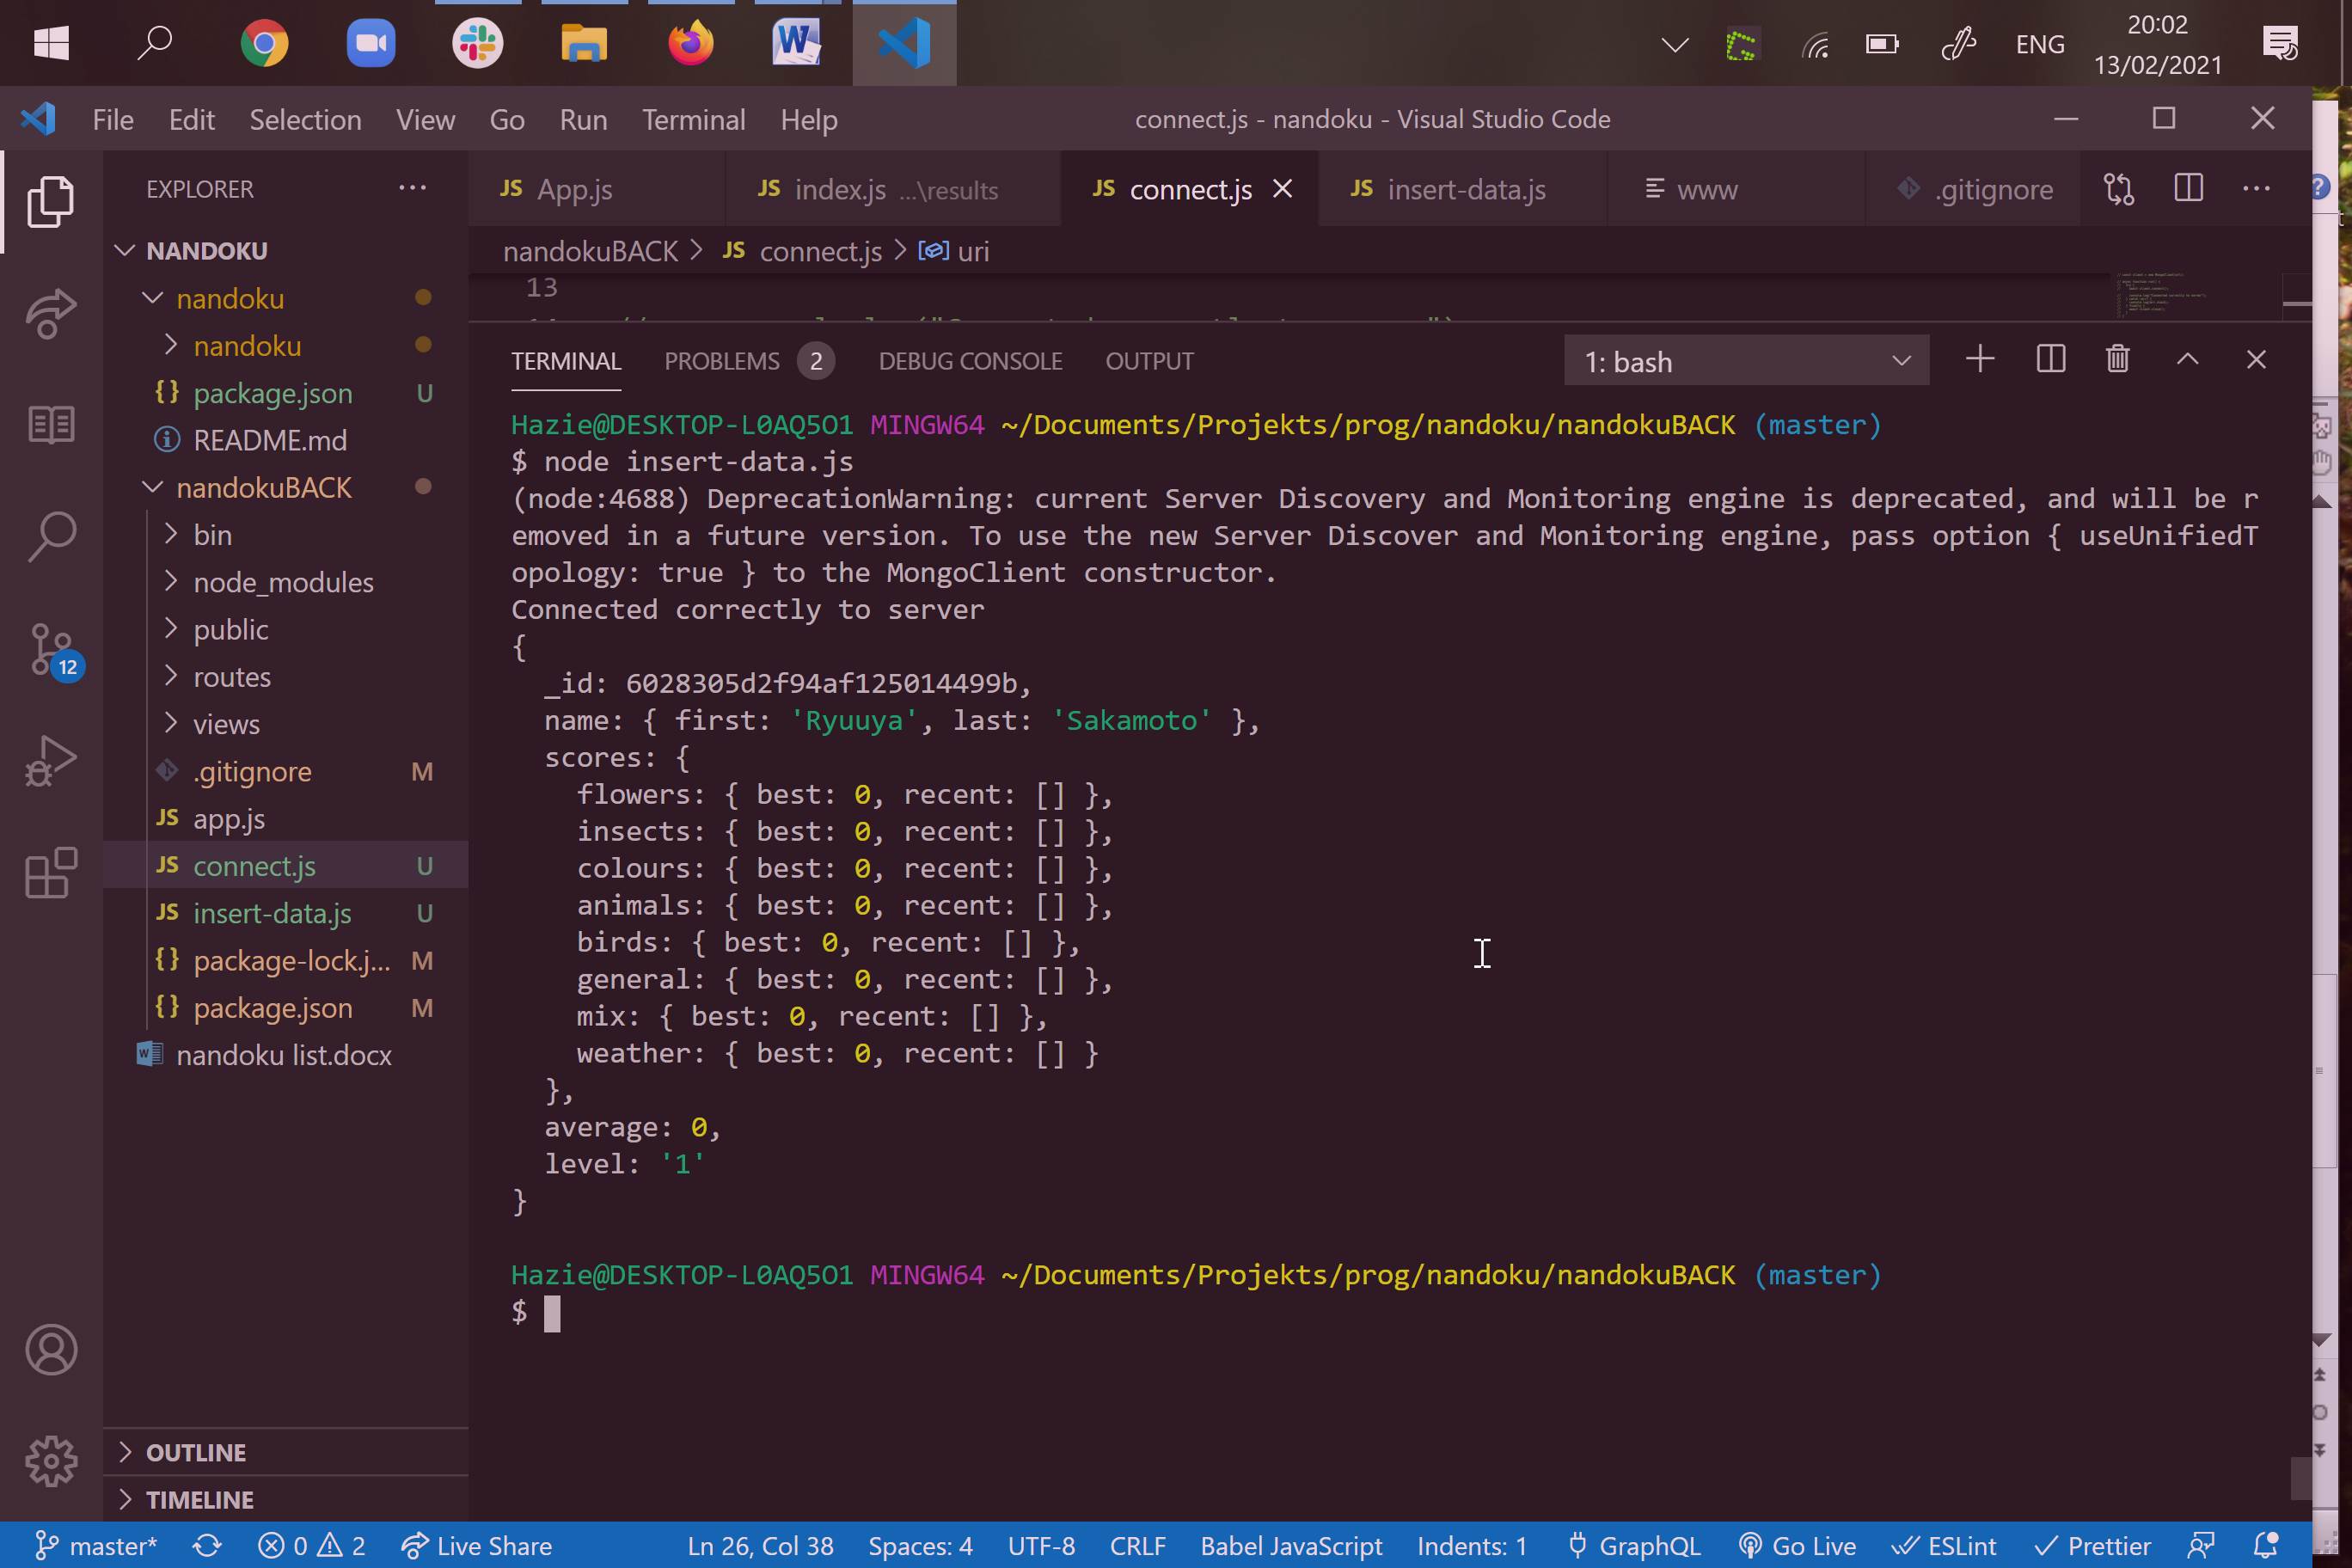 ENG
20:02
13/02/2021
File Edit Selection View Go Run Terminal Help
connect.js - nandoku - Visual Studio Code
EXPLORER
NANDOKU
nandoku
nandoku
package.json U
README.md
nandokuBACK
bin
node_modules
public
routes
views
.gitignore M
app.js
connect.js U
insert-data.js U
package-lock.j... M
package.json M
nandoku list.docx
OUTLINE
TIMELINE
12
JS App.js
JS index.js ...\results
JS connect.js
JS insert-data.js
www
.gitignore
nandokuBACK > JS connect.js > uri
13
TERMINAL PROBLEMS 2 DEBUG CONSOLE OUTPUT
1: bash
Hazie@DESKTOP-L0AQ5O1 MINGW64 ~/Documents/Projekts/prog/nandoku/nandokuBACK (master)
$ node insert-data.js
(node:4688) DeprecationWarning: current Server Discovery and Monitoring engine is deprecated, and will be r
emoved in a future version. To use the new Server Discover and Monitoring engine, pass option { useUnifiedT
opology: true } to the MongoClient constructor.
Connected correctly to server
{
_id: 6028305d2f94af125014499b,
name: { first: 'Ryuuya', last: 'Sakamoto' },
scores: {
flowers: { best: 0, recent: [] },
insects: { best: 0, recent: [] },
colours: { best: 0, recent: [] },
animals: { best: 0, recent: [] },
birds: { best: 0, recent: [] },
general: { best: 0, recent: [] },
mix: { best: 0, recent: [] },
weather: { best: 0, recent: [] }
},
average: 0,
level: '1'
}
Hazie@DESKTOP-L0AQ5O1 MINGW64 ~/Documents/Projekts/prog/nandoku/nandokuBACK (master)
$
master* 0 2 Live Share Ln 26, Col 38 Spaces: 4 UTF-8 CRLF Babel JavaScript Indents: 1 GraphQL Go Live ESLint Prettier